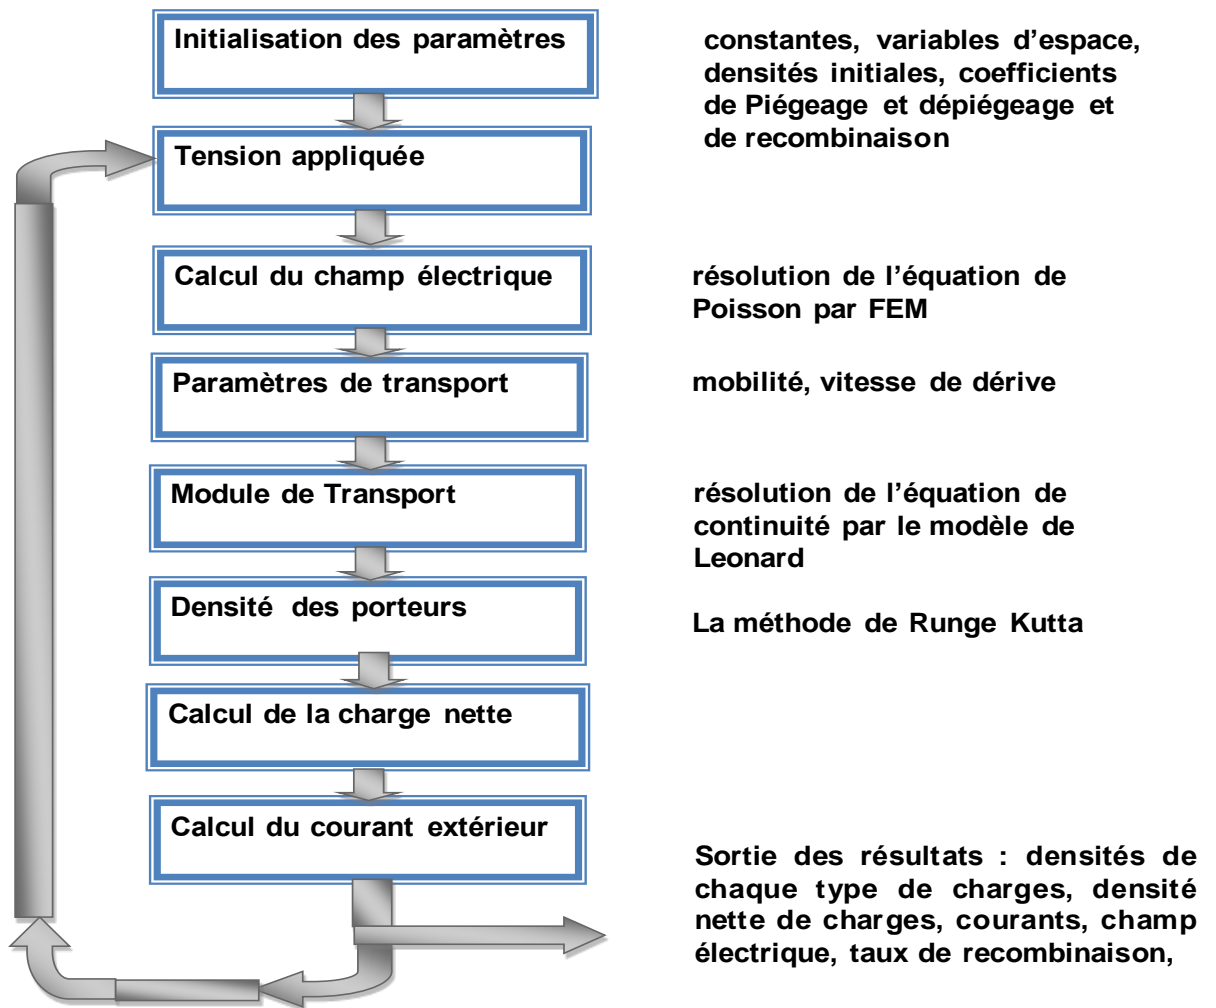 Initialisation des paramètres
constantes, variables d’espace,
densités initiales, coefficients
de Piégeage et dépiégeage et
de recombinaison
Tension appliquée
Calcul du champ électrique
résolution de l’équation de
Poisson par FEM
Paramètres de transport
mobilité, vitesse de dérive
Module de Transport
résolution de l’équation de
continuité par le modèle de
Leonard
Densité des porteurs
La méthode de Runge Kutta
Calcul de la charge nette
Calcul du courant extérieur
Sortie des résultats : densités de
chaque type de charges, densité
nette de charges, courants, champ
électrique, taux de recombinaison,